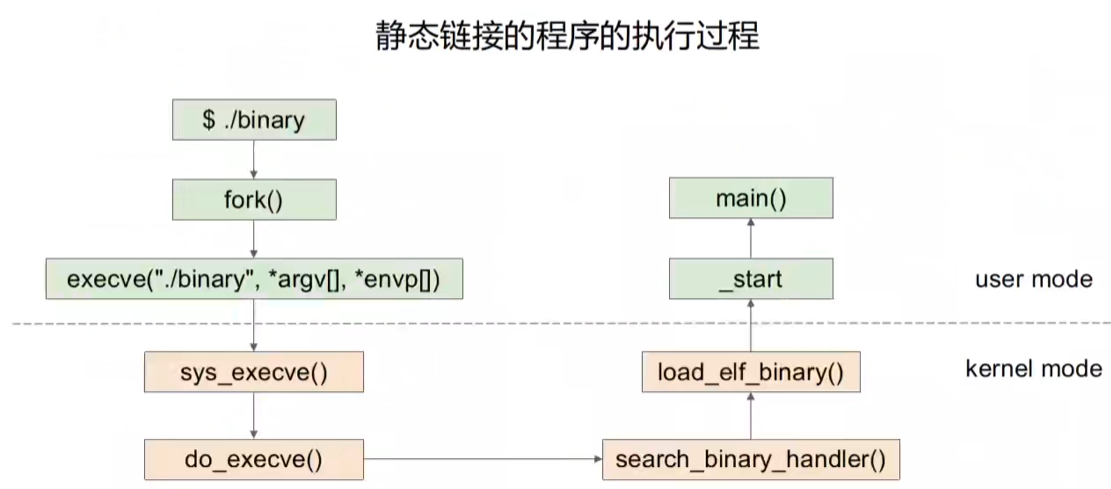 静态链接的程序的执行过程
$ ./binary
fork()
execve("./binary", *argv[], *envp[])
sys_execve()
do_execve()
main()
_start
load_elf_binary()
search_binary_handler()
user mode
kernel mode